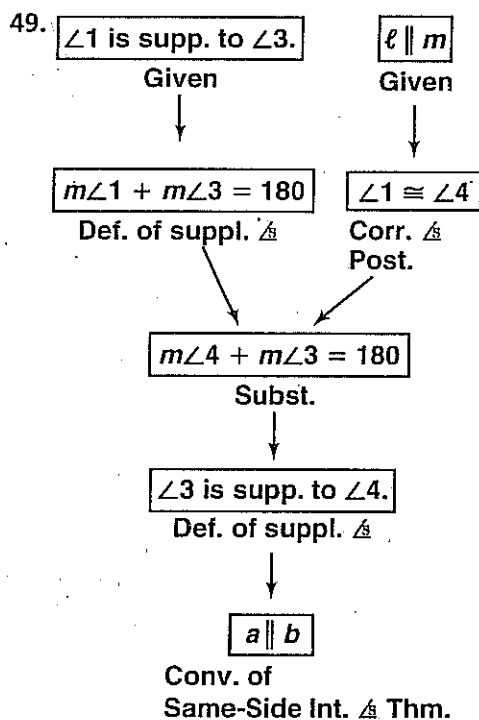 49. ∠1 is supp. to ∠3.
Given
ℓ ∥ m
Given
m∠1 + m∠3 = 180
Def. of suppl. ∠s
∠1 ≅ ∠4
Corr. ∠s
Post.
m∠4 + m∠3 = 180
Subst.
∠3 is supp. to ∠4.
Def. of suppl. ∠s
a ∥ b
Conv. of
Same-Side Int. ∠s Thm.